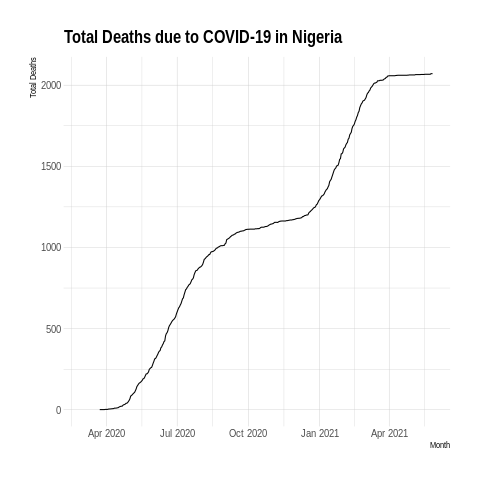 Total Deaths due to COVID-19 in Nigeria
Total Deaths
2000
1500
1000
500
0
Apr 2020 Jul 2020 Oct 2020 Jan 2021 Apr 2021
Month